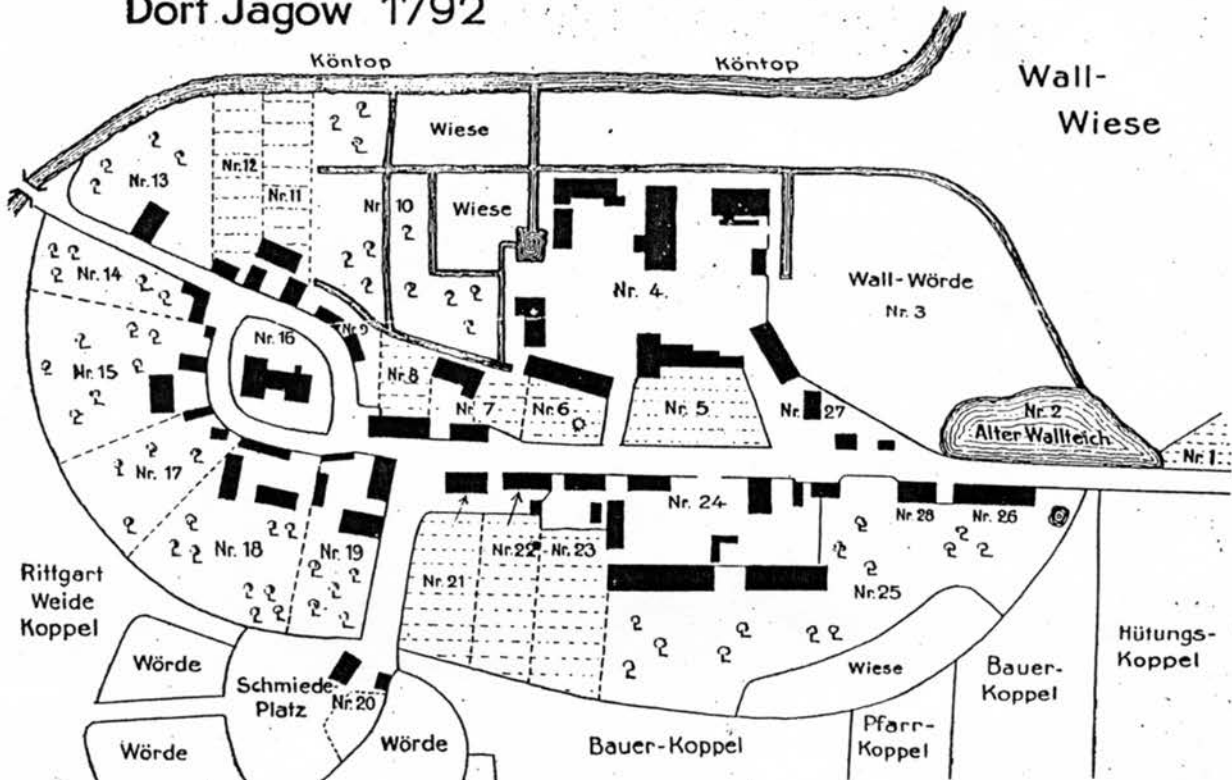 Dorf Jagow 1792
Köntop
Köntop
Wall-
Wiese
Wiese
Nr.12
Nr.13
Nr.11
Nr. 10
Wiese
Nr. 14
Nr. 4.
Wall-Wörde
Nr. 3
Nr. 16
Nr. 9
Nr. 15
Nr. 8
Nr. 7
Nr. 6
Nr. 5
Nr. 27
Nr. 2
Alter Wallteich
Nr. 1
Nr. 17
Nr. 24
Nr. 28
Nr. 26
Nr. 18
Nr. 19
Nr. 22
Nr. 23
Nr. 21
Nr. 25
Rittgart
Weide
Koppel
Wörde
Schmiede-
Platz
Nr. 20
Wörde
Wörde
Bauer-Koppel
Wiese
Pfarr-
Koppel
Bauer-
Koppel
Hütungs-
Koppel